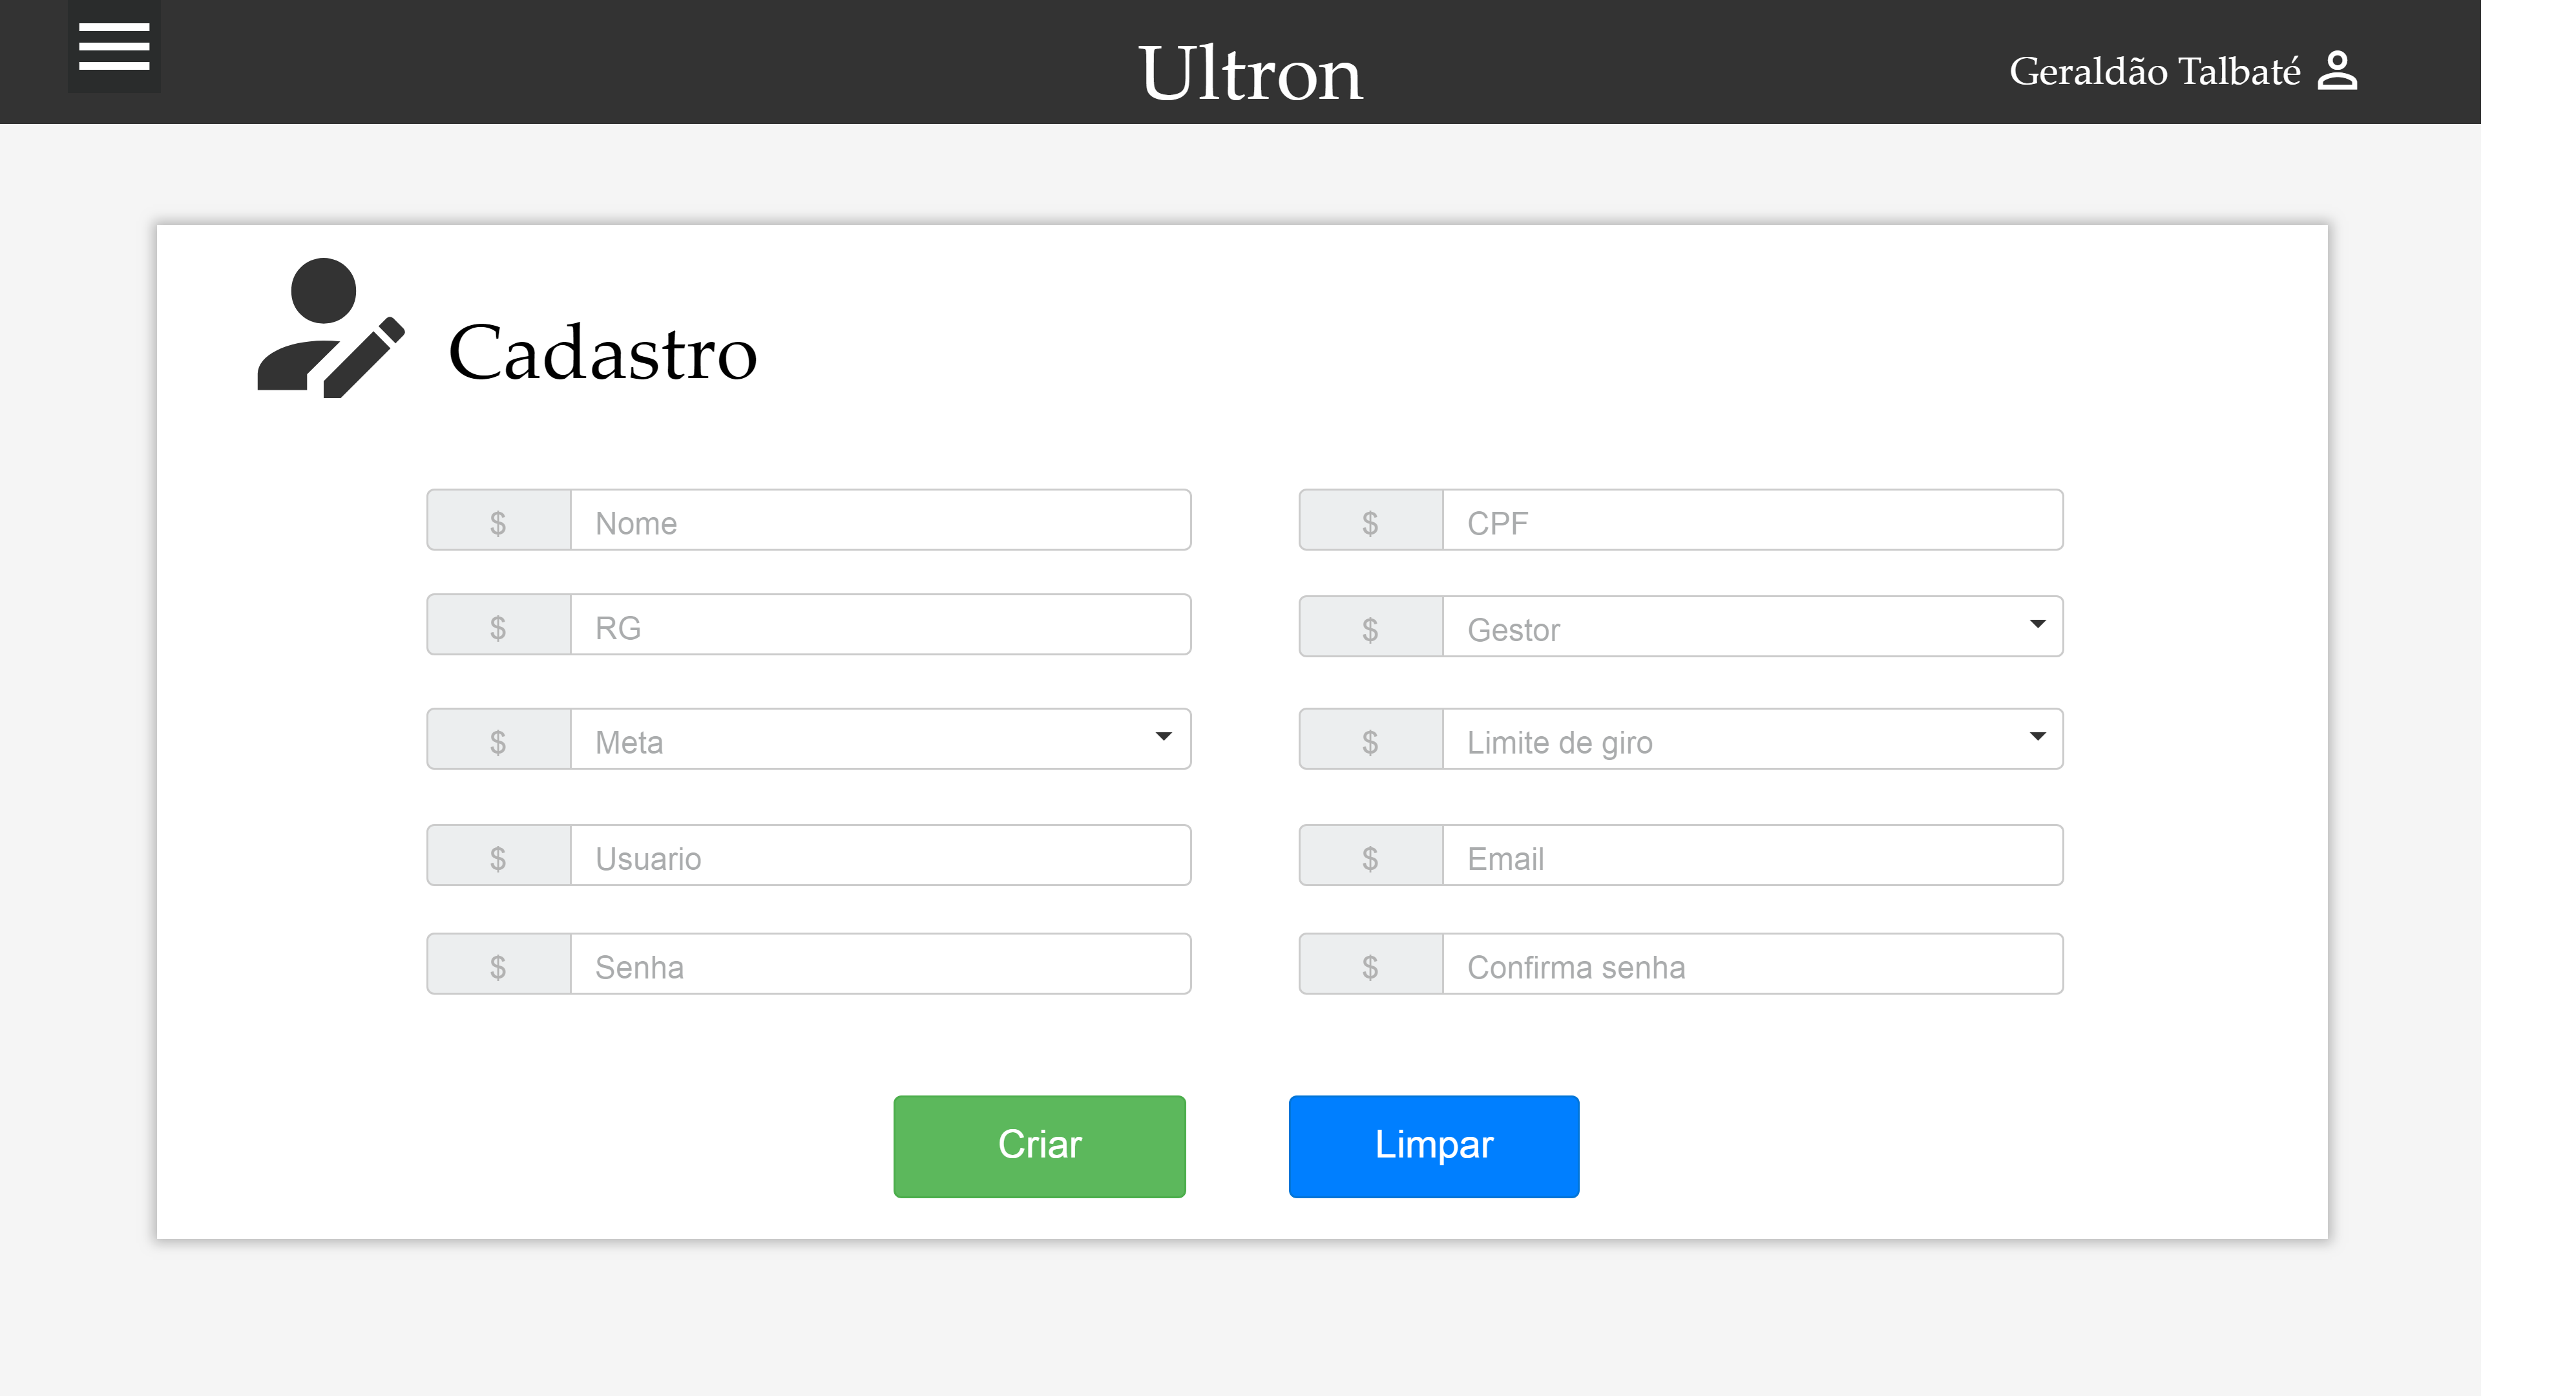 Ultron
Geraldão Talbaté
Cadastro
$ Nome
$ CPF
$ RG
$ Gestor
$ Meta
$ Limite de giro
$ Usuario
$ Email
$ Senha
$ Confirma senha
Criar
Limpar